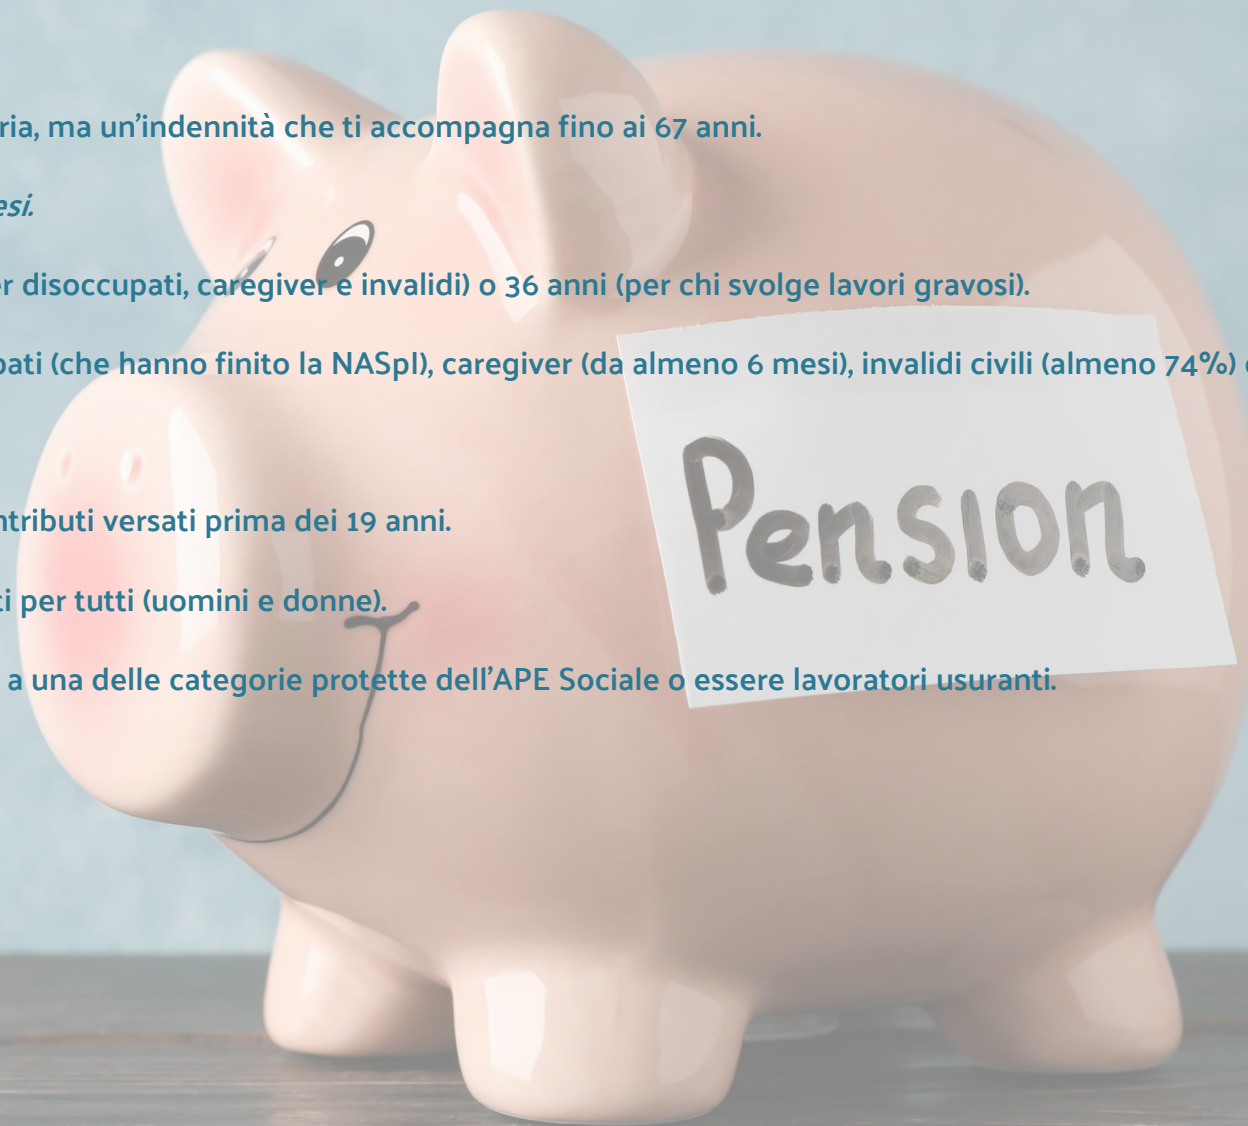 ria, ma un'indennità che ti accompagna fino ai 67 anni.
esi.
er disoccupati, caregiver e invalidi) o 36 anni (per chi svolge lavori gravosi).
pati (che hanno finito la NASpI), caregiver (da almeno 6 mesi), invalidi civili (almeno 74%)
Pension
ntributi versati prima dei 19 anni.
ti per tutti (uomini e donne).
a una delle categorie protette dell'APE Sociale o essere lavoratori usuranti.